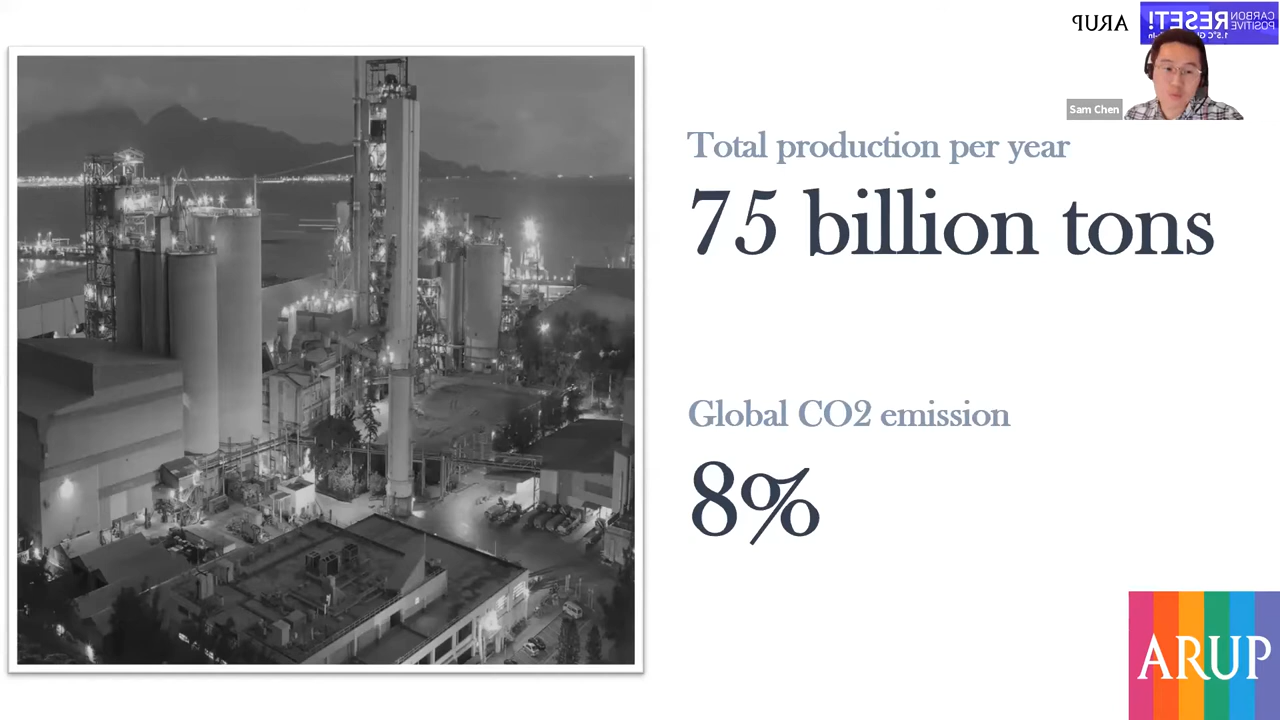 ARUP
CARBON
POSITIVE
RESET!
Sam Chen
Total production per year
75 billion tons
Global CO2 emission
8%
ARUP